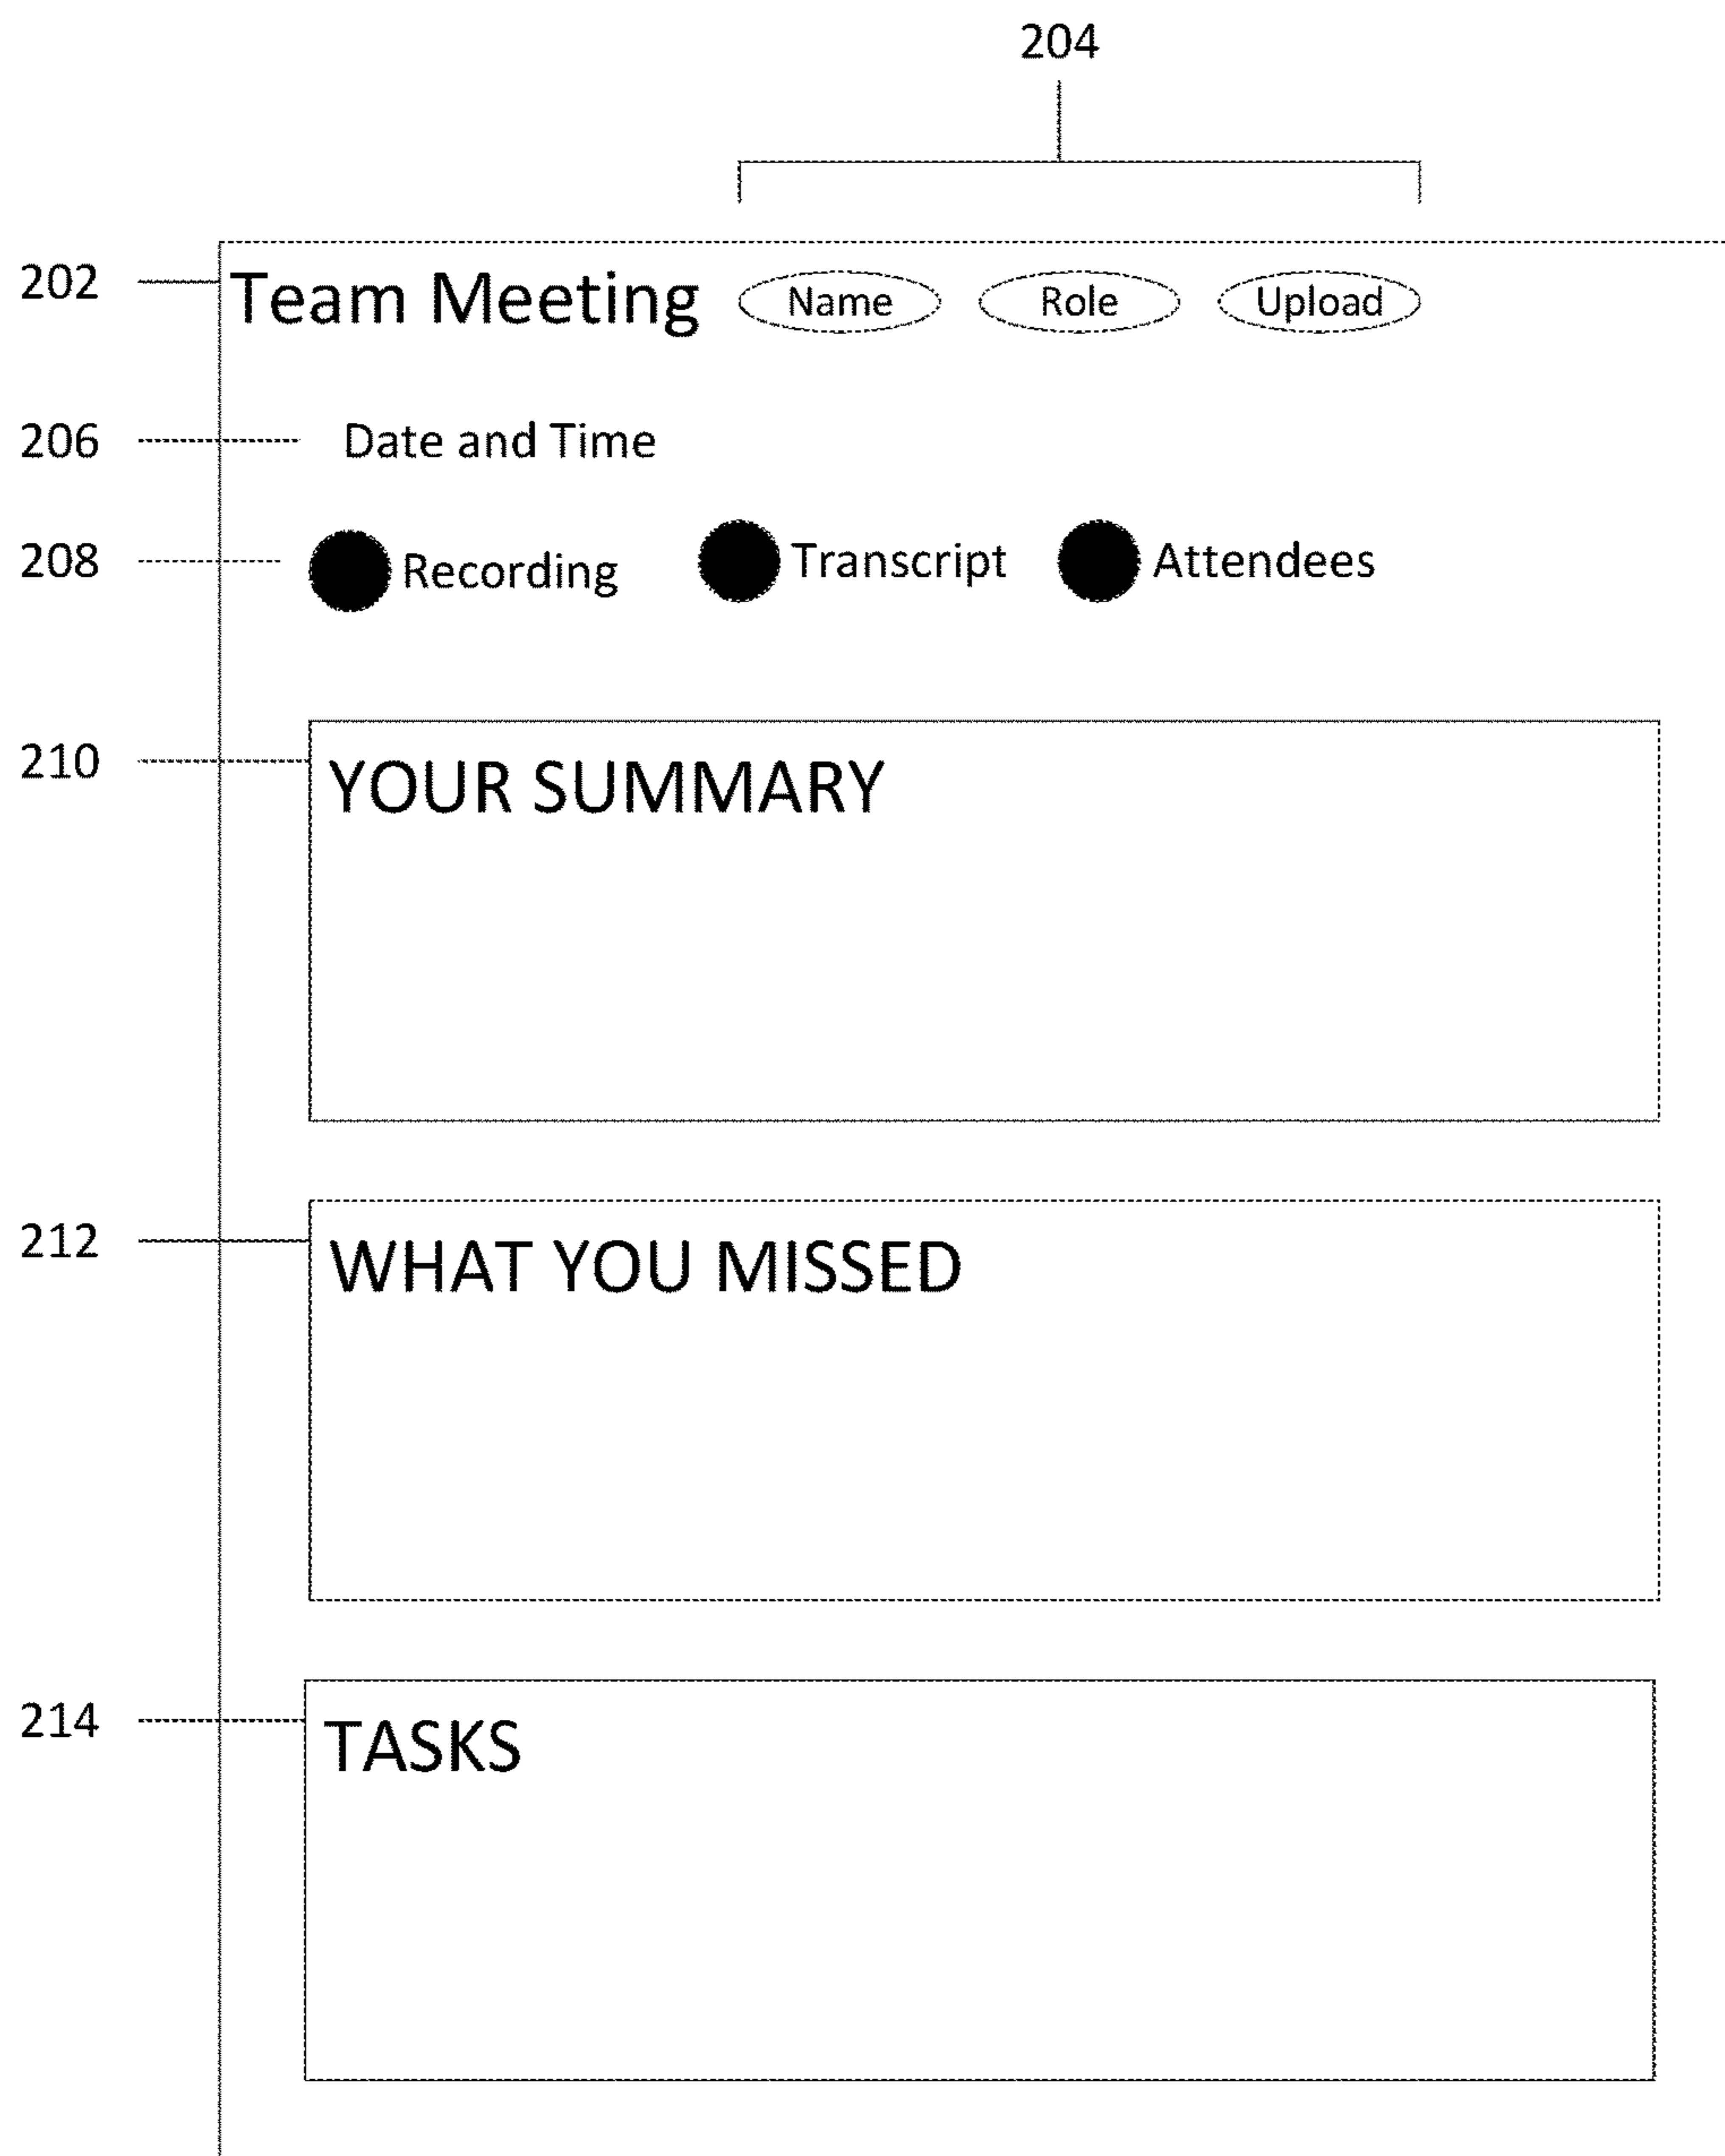 204
202 Team Meeting Name Role Upload
206 Date and Time
208 Recording Transcript Attendees
210 YOUR SUMMARY
212 WHAT YOU MISSED
214 TASKS